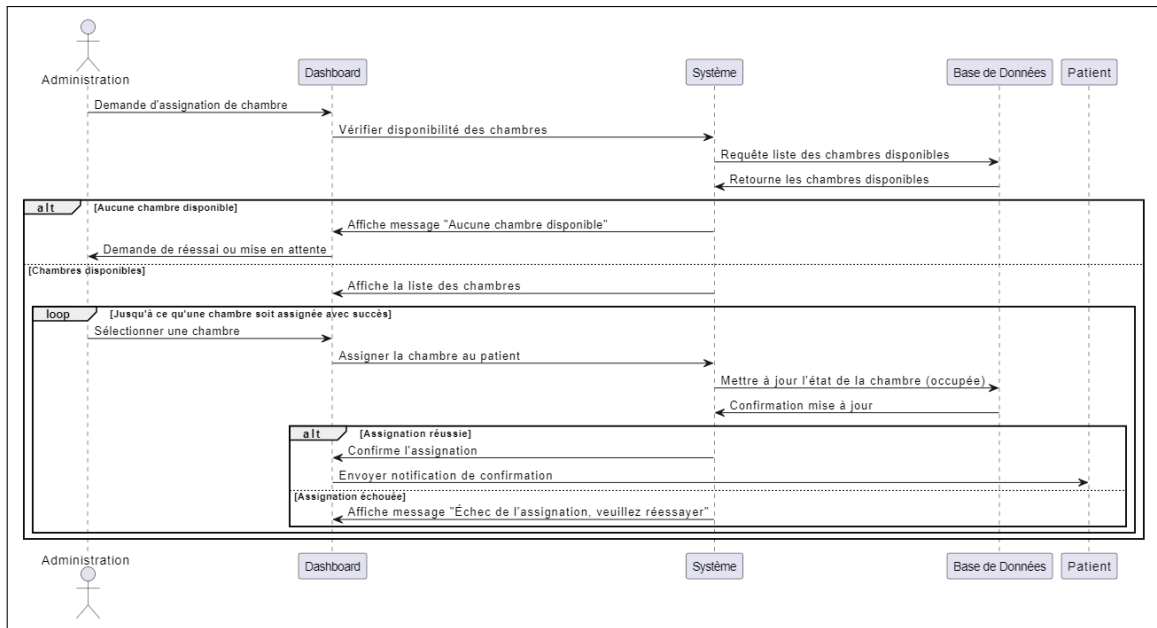 Administration
Dashboard
Système
Base de Données
Patient
Demande d'assignation de chambre
Vérifier disponibilité des chambres
Requête liste des chambres disponibles
Retourne les chambres disponibles
alt [Aucune chambre disponible]
Affiche message "Aucune chambre disponible"
Demande de réessai ou mise en attente
[Chambres disponibles]
Affiche la liste des chambres
loop [Jusqu'à ce qu'une chambre soit assignée avec succès]
Sélectionner une chambre
Assigner la chambre au patient
Mettre à jour l'état de la chambre (occupée)
Confirmation mise à jour
alt [Assignation réussie]
Confirme l'assignation
Envoyer notification de confirmation
[Assignation échouée]
Affiche message "Échec de l'assignation, veuillez réessayer"
Administration
Dashboard
Système
Base de Données
Patient